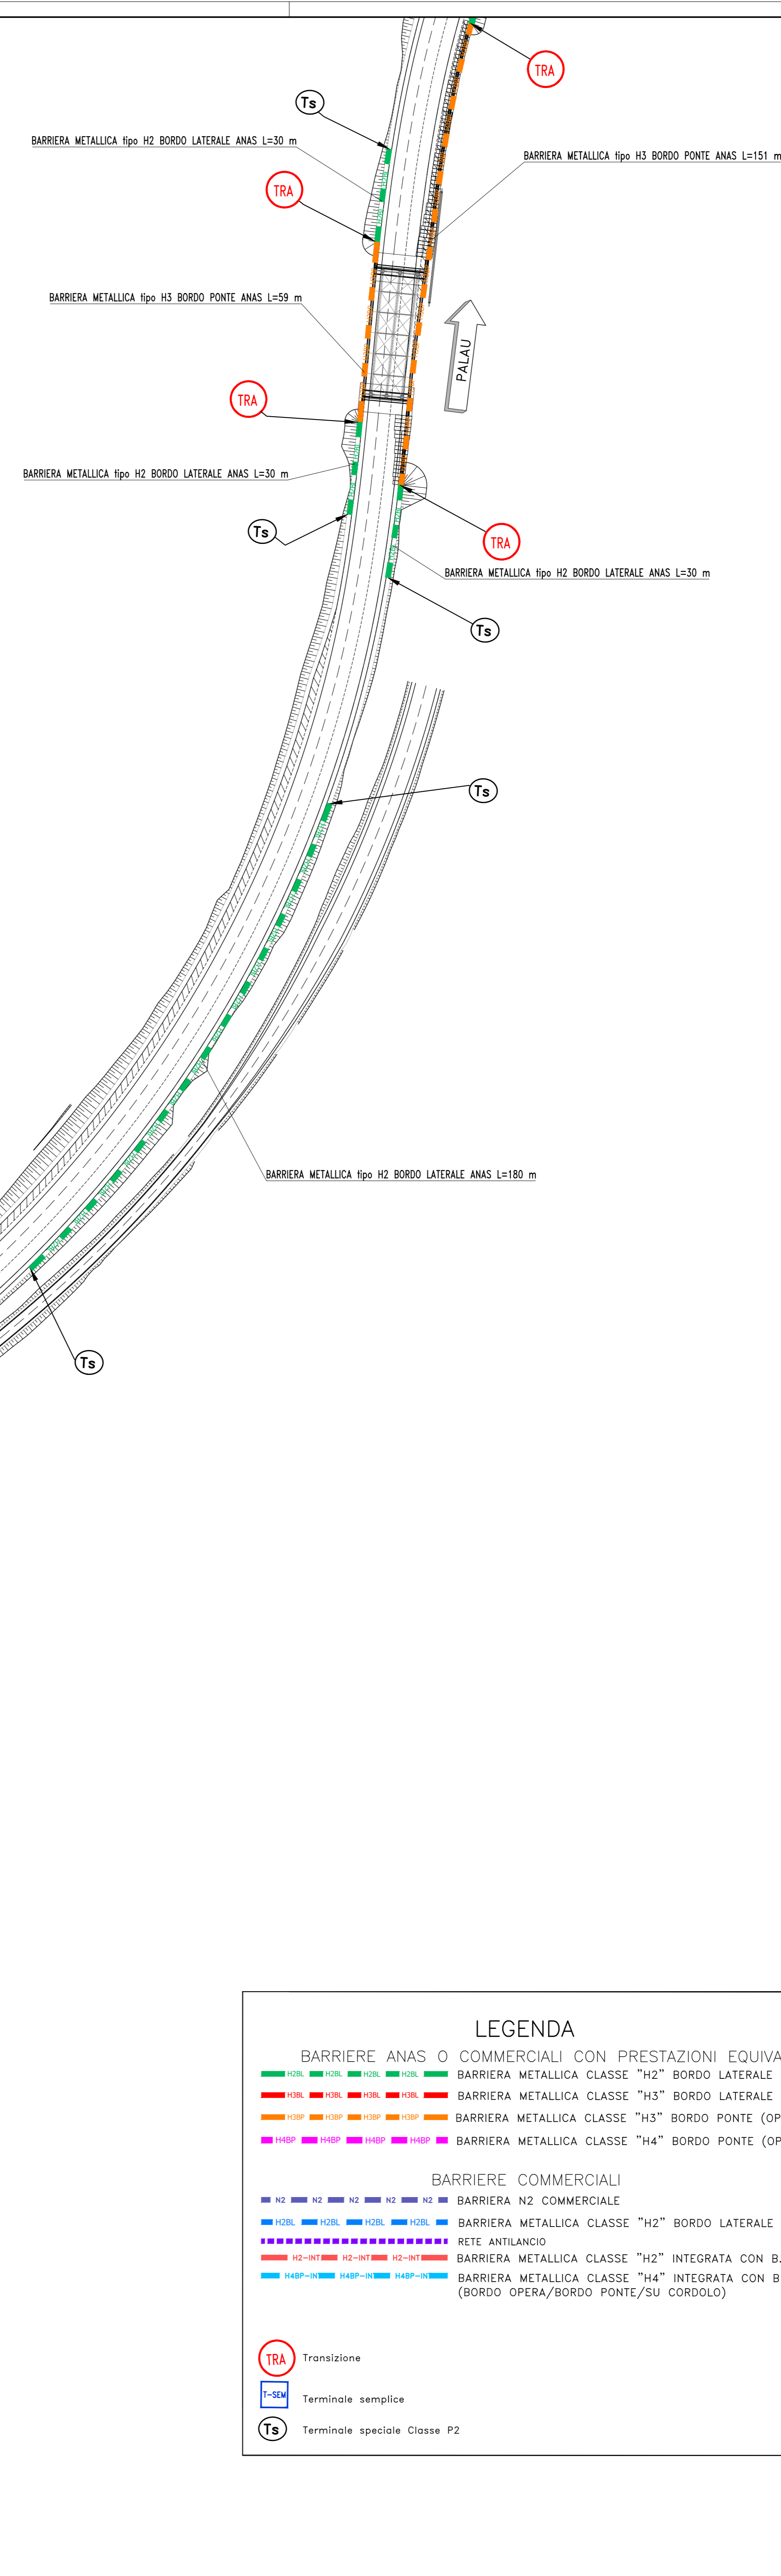 TRA
Ts
BARRIERA METALLICA tipo H2 BORDO LATERALE ANAS L=30 m
BARRIERA METALLICA tipo H3 BORDO PONTE ANAS L=151 m
TRA
BARRIERA METALLICA tipo H3 BORDO PONTE ANAS L=59 m
PALAU
TRA
BARRIERA METALLICA tipo H2 BORDO LATERALE ANAS L=30 m
Ts
TRA
BARRIERA METALLICA tipo H2 BORDO LATERALE ANAS L=30 m
Ts
Ts
BARRIERA METALLICA tipo H2 BORDO LATERALE ANAS L=180 m
Ts
LEGENDA
BARRIERE ANAS O COMMERCIALI CON PRESTAZIONI EQUIVA
H2BL H2BL H2BL H2BL BARRIERA METALLICA CLASSE "H2" BORDO LATERALE
H3BL H3BL H3BL H3BL BARRIERA METALLICA CLASSE "H3" BORDO LATERALE
H3BP H3BP H3BP H3BP BARRIERA METALLICA CLASSE "H3" BORDO PONTE (OP
H4BP H4BP H4BP H4BP BARRIERA METALLICA CLASSE "H4" BORDO PONTE (OP
BARRIERE COMMERCIALI
N2 N2 N2 N2 N2 BARRIERA N2 COMMERCIALE
H2BL H2BL H2BL H2BL BARRIERA METALLICA CLASSE "H2" BORDO LATERALE
RETE ANTILANCIO
H2-INT H2-INT H2-INT BARRIERA METALLICA CLASSE "H2" INTEGRATA CON B.
H4BP-INT H4BP-INT H4BP-INT BARRIERA METALLICA CLASSE "H4" INTEGRATA CON B
(BORDO OPERA/BORDO PONTE/SU CORDOLO)
TRA Transizione
T-SEM Terminale semplice
Ts Terminale speciale Classe P2